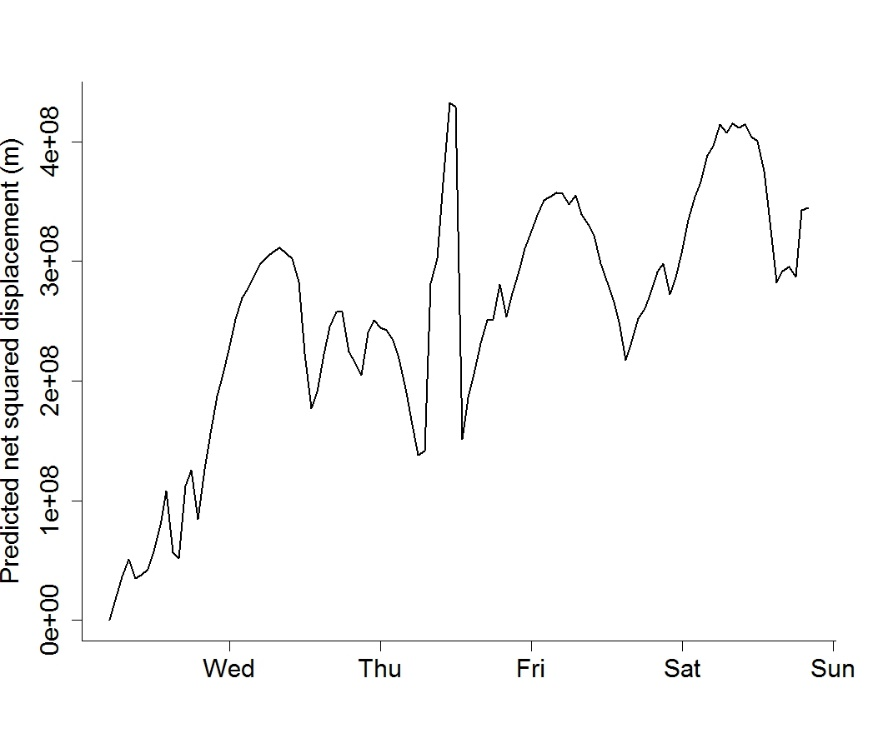 Predicted net squared displacement (m)
4e+08
3e+08
2e+08
1e+08
0e+00
Wed Thu Fri Sat Sun